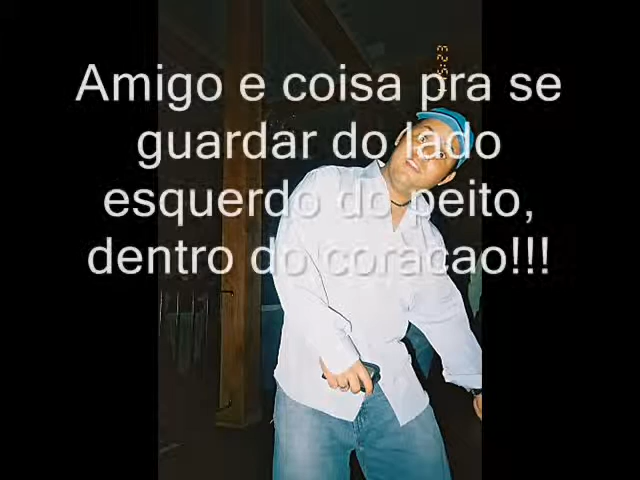 Amigo e coisa pra se
guardar do lado
esquerdo do peito,
dentro do coracao!!!